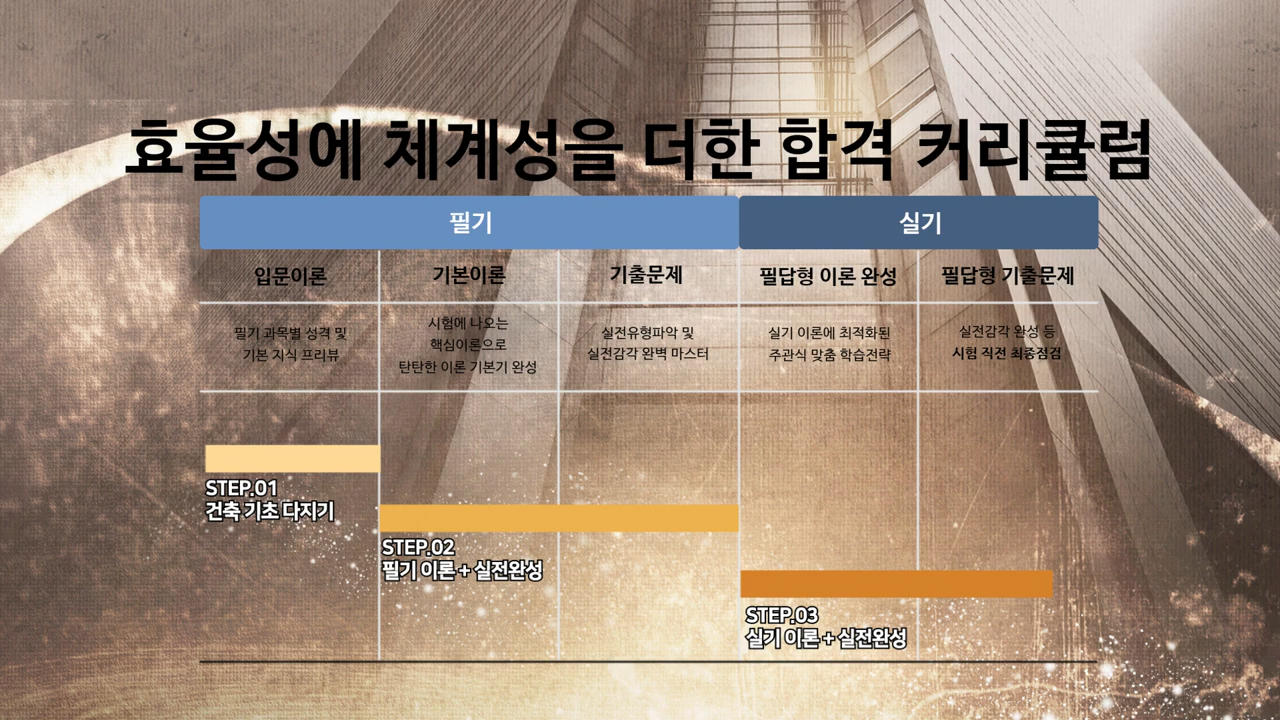 효율성에 체계성을 더한 합격 커리큘럼
필기
실기
입문이론
기본이론
기출문제
필답형 이론 완성
필답형 기출문제
필기 과목별 성격 및
기본 지식 프리뷰
시험에 나오는
핵심이론으로
탄탄한 이론 기본기 완성
실전유형파악 및
실전감각 완벽 마스터
실기 이론에 최적화된
주관식 맞춤 학습전략
실전감각 완성 등
시험 직전 최종점검
STEP.01
건축 기초 다지기
STEP.02
필기 이론 + 실전완성
STEP.03
실기 이론 + 실전완성